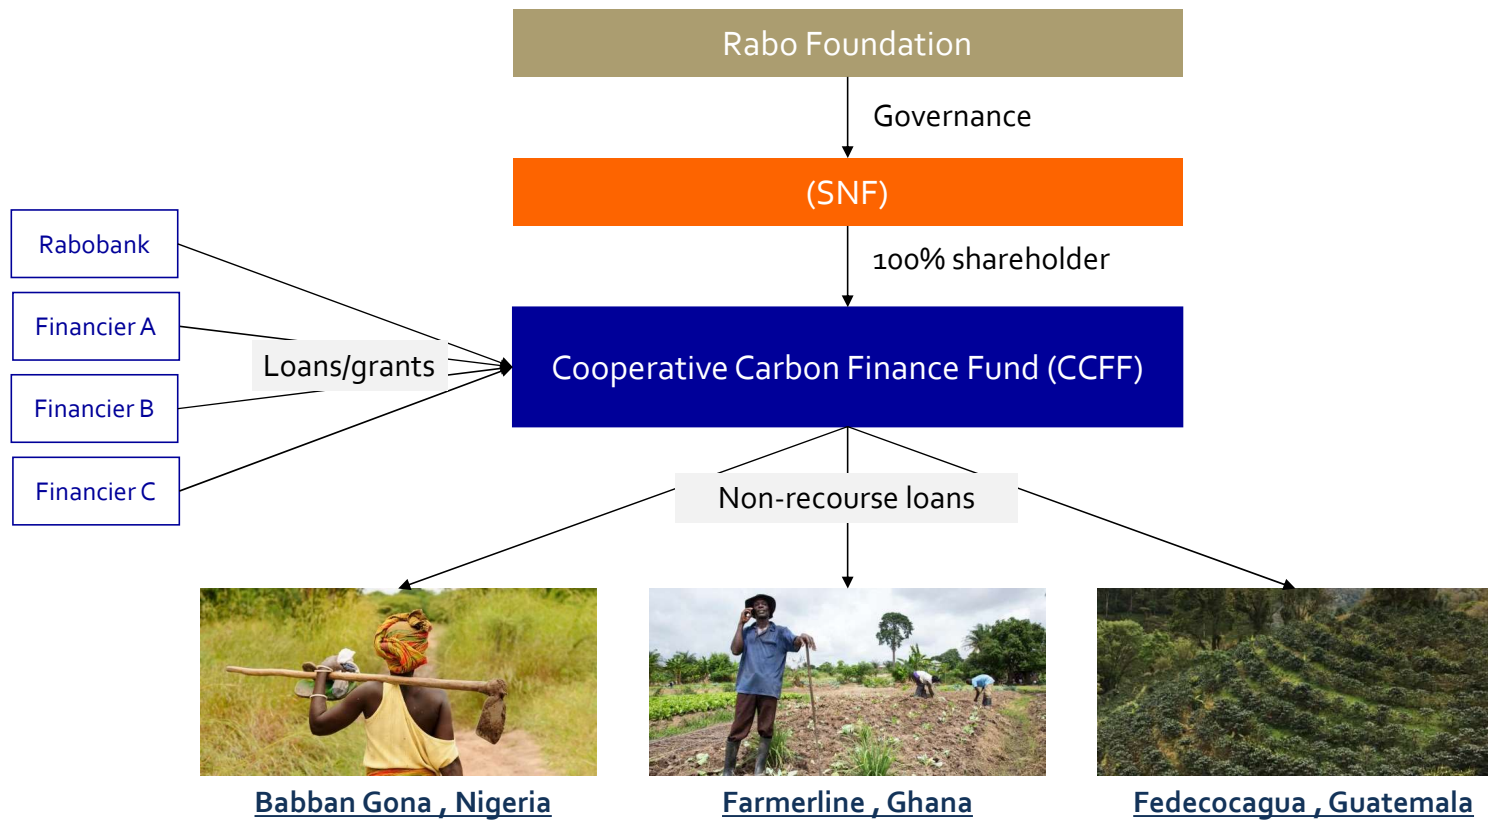 Rabo Foundation
Governance
(SNF)
100% shareholder
Rabobank
Financier A
Financier B
Financier C
Loans/grants
Cooperative Carbon Finance Fund (CCFF)
Non-recourse loans
Babban Gona , Nigeria
Farmerline , Ghana
Fedecocagua , Guatemala